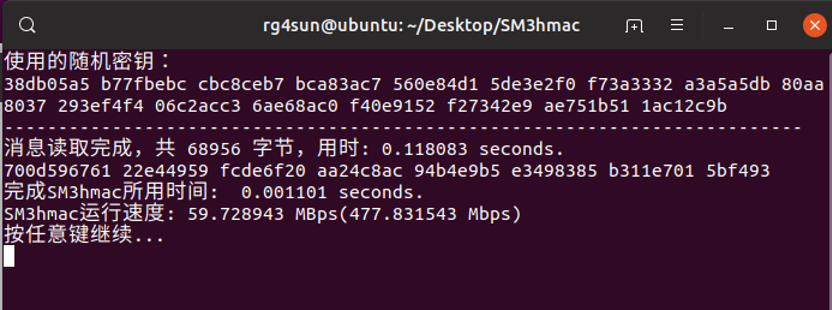 rg4sun@ubuntu: ~/Desktop/SM3hmac
使用的随机密钥：
38db05a5 b77fbebc cbc8ceb7 bca83ac7 560e84d1 5de3e2f0 f73a3332 a3a5a5db 80aa
8037 293ef4f4 06c2acc3 6ae68ac0 f40e9152 f27342e9 ae751b51 1ac12c9b
--------------------------------------------------------------------------
消息读取完成，共 68956 字节，用时: 0.118083 seconds.
700d596761 22e44959 fcde6f20 aa24c8ac 94b4e9b5 e3498385 b311e701 5bf493
完成SM3hmac所用时间:  0.001101 seconds.
SM3hmac运行速度: 59.728943 MBps(477.831543 Mbps)
按任意键继续...